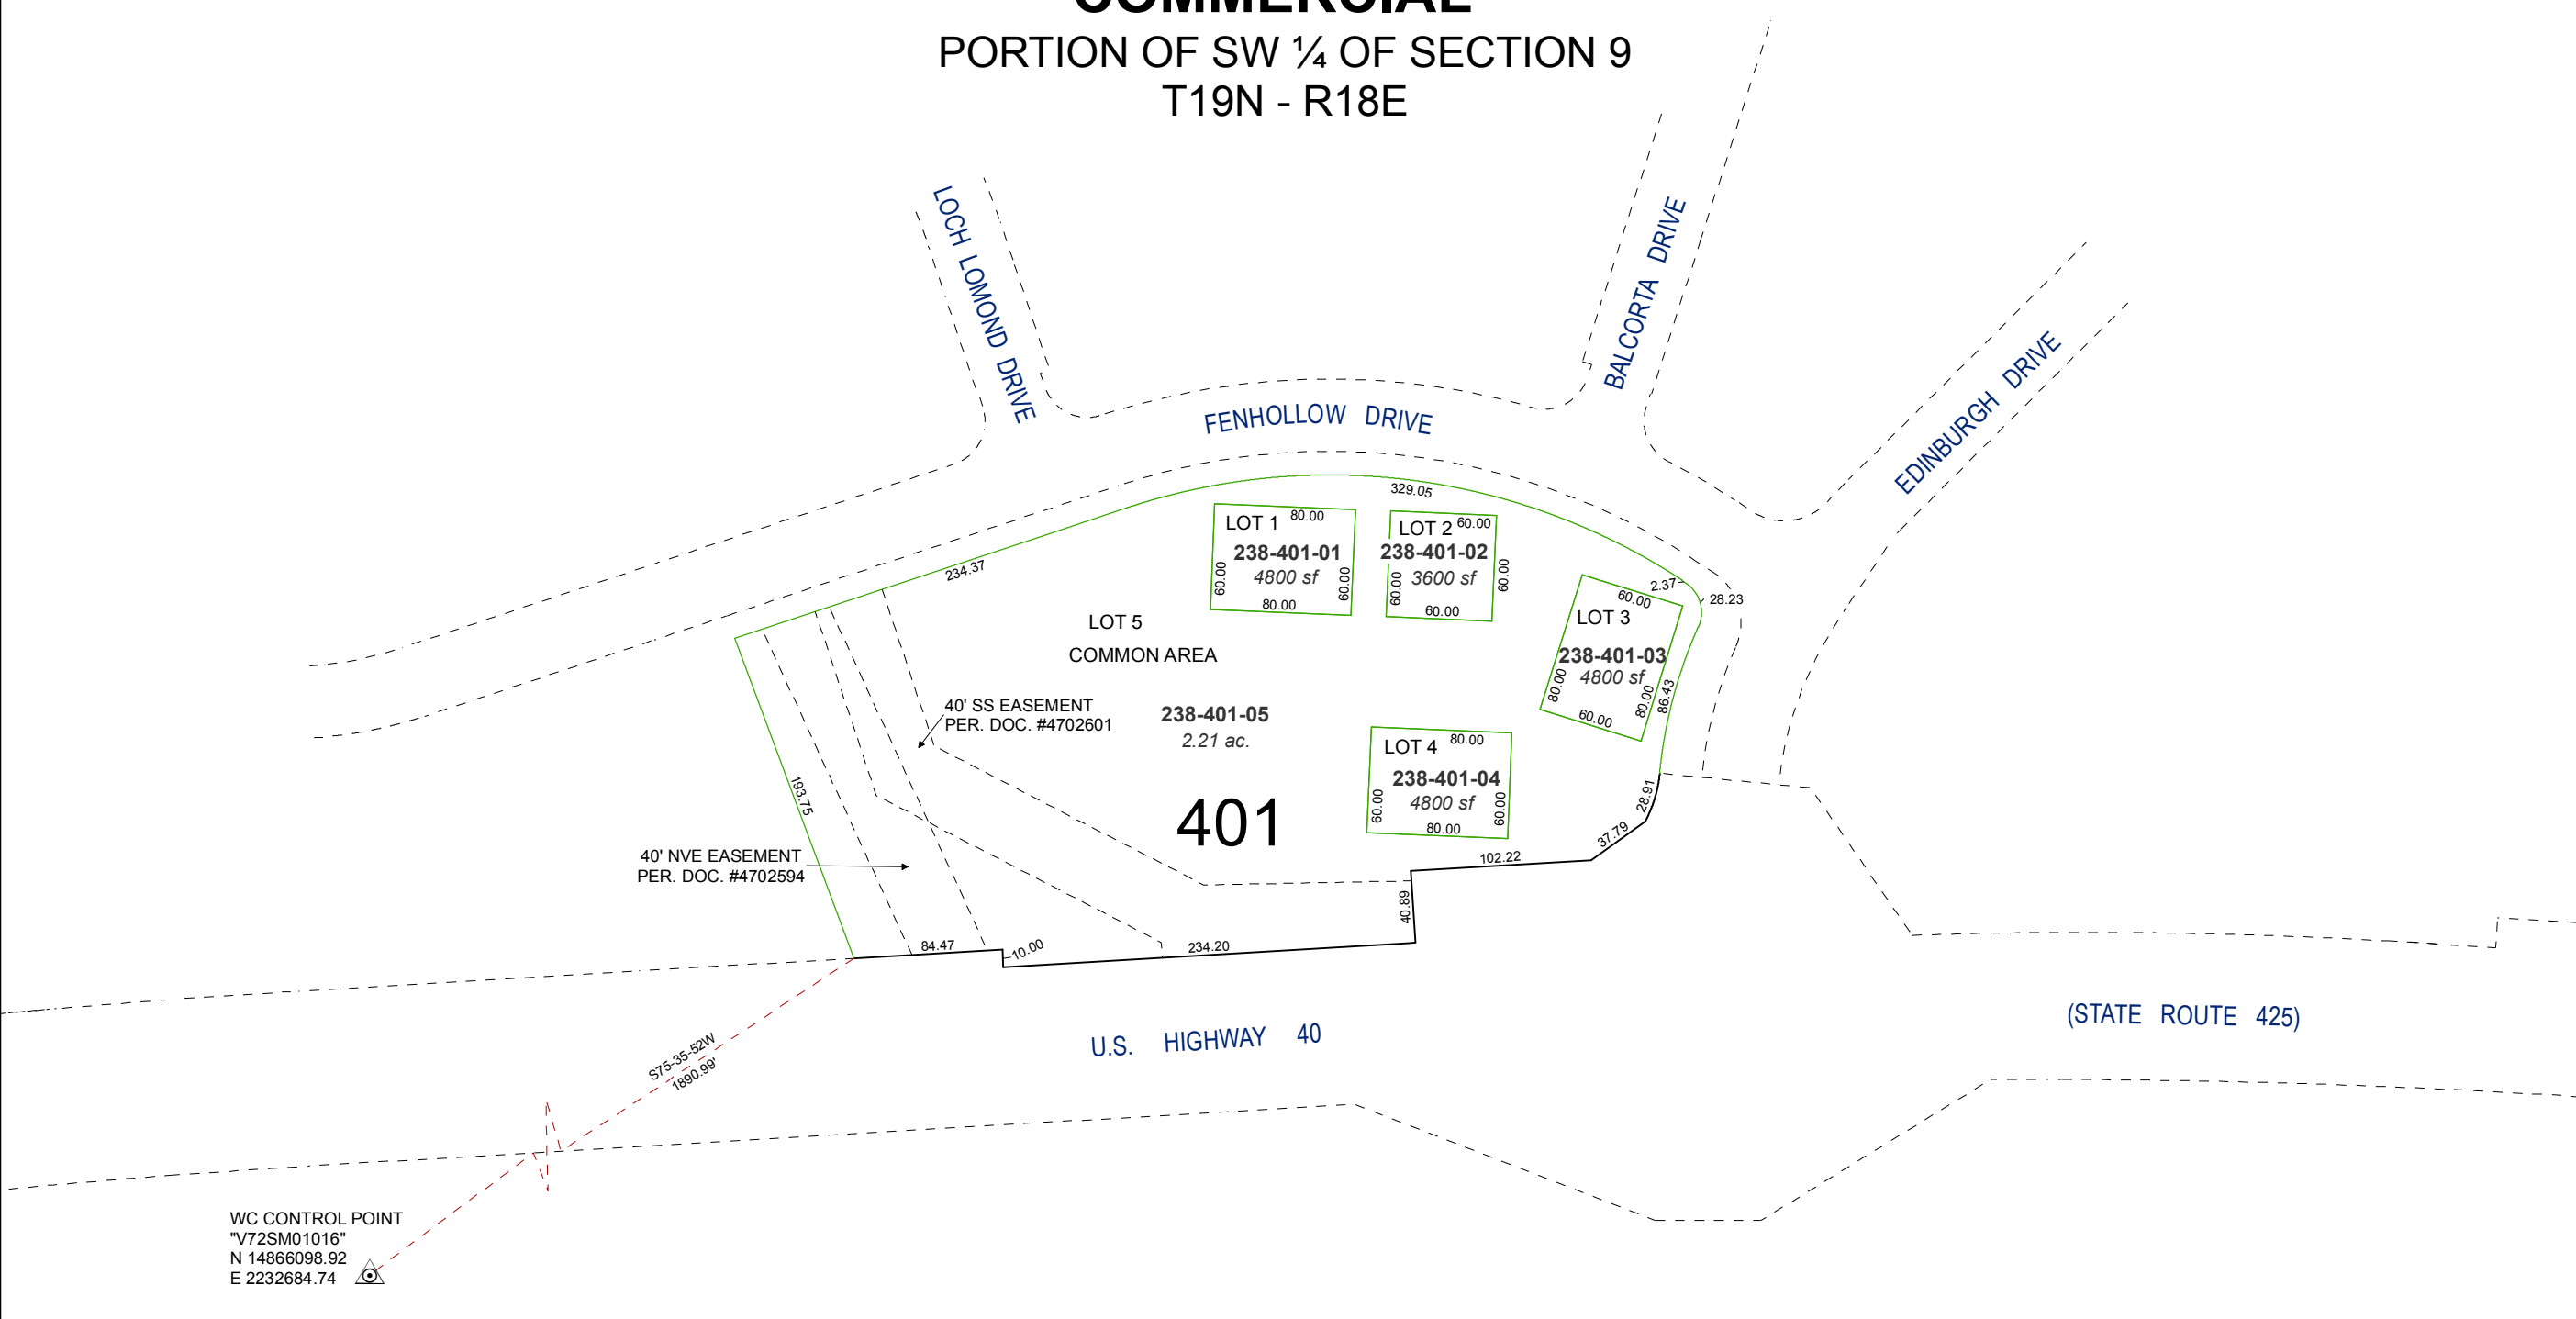 COMMERCIAL
PORTION OF SW ¼ OF SECTION 9
T19N - R18E
LOCH LOMOND DRIVE
BALCORTA DRIVE
EDINBURGH DRIVE
FENHOLLOW DRIVE
329.05
234.37
LOT 1 80.00
238-401-01
4800 sf
60.00
60.00
80.00
LOT 2 60.00
238-401-02
3600 sf
60.00
60.00
60.00
2.37
28.23
60.00
LOT 3
238-401-03
4800 sf
80.00
80.00
60.00
86.43
LOT 5
COMMON AREA
40' SS EASEMENT
PER. DOC. #4702601
238-401-05
2.21 ac.
LOT 4 80.00
238-401-04
4800 sf
60.00
60.00
80.00
401
193.75
28.91
37.79
102.22
40' NVE EASEMENT
PER. DOC. #4702594
40.89
84.47
10.00
234.20
U.S. HIGHWAY 40
(STATE ROUTE 425)
S75-35-52W
1890.99'
WC CONTROL POINT
"V72SM01016"
N 14866098.92
E 2232684.74